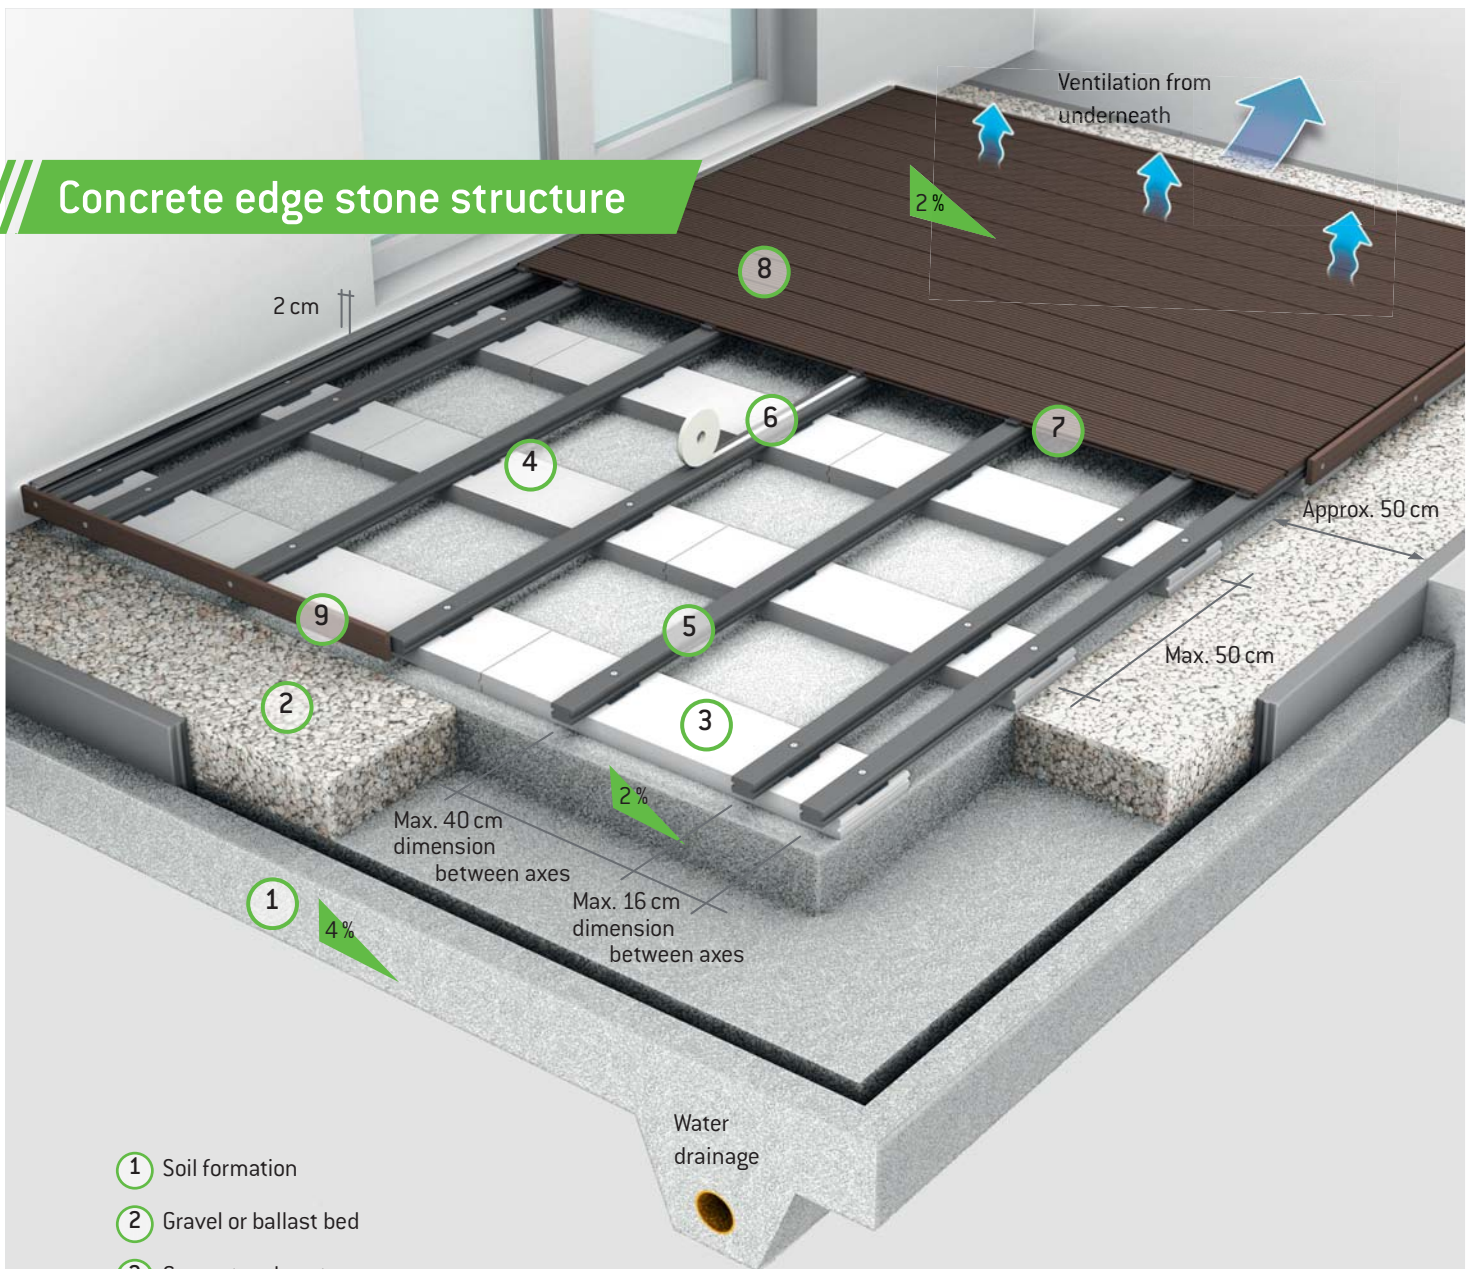 Ventilation from
underneath
Concrete edge stone structure
2 %
8
2 cm
6
7
4
Approx. 50 cm
9
5
Max. 50 cm
2
3
2 %
Max. 40 cm
dimension
between axes
1
Max. 16 cm
dimension
between axes
4 %
Water
drainage
1 Soil formation
2 Gravel or ballast bed